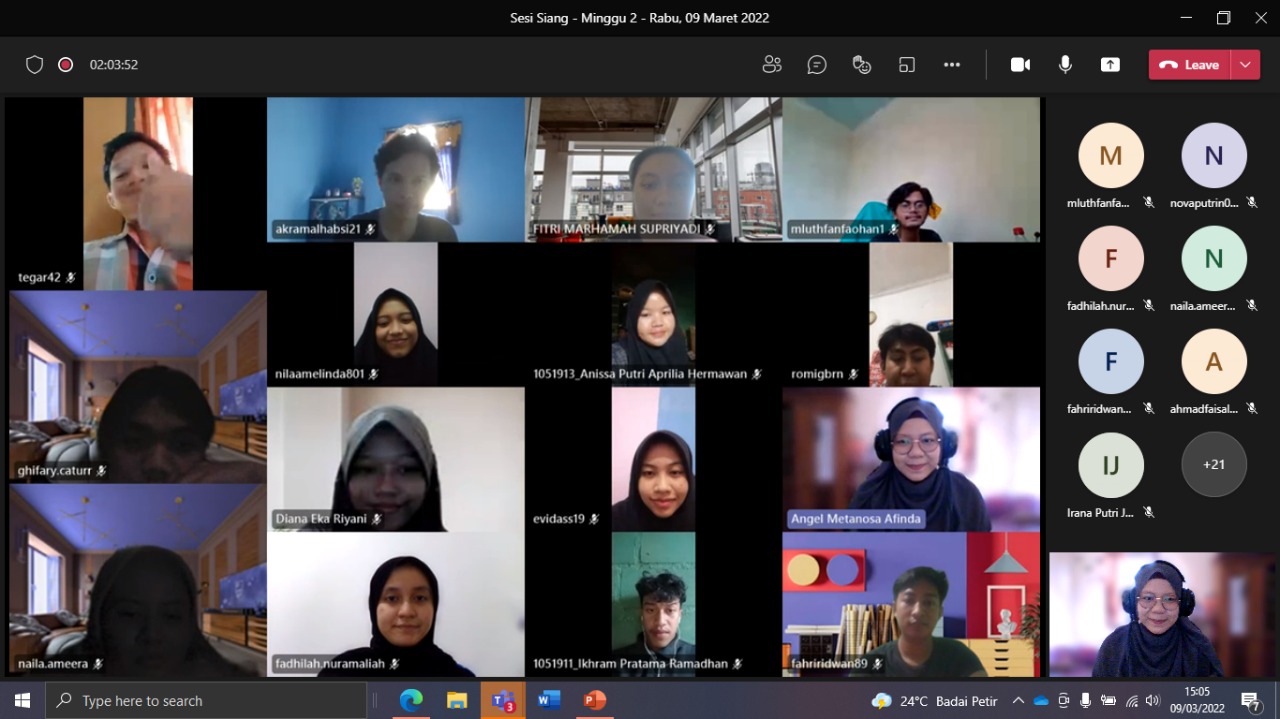 Sesi Siang - Minggu 2 - Rabu, 09 Maret 2022
02:03:52
Leave
tegar42
akramalhabsi21
FITRI MARHAMAH SUPRIYADI
mluthfanfaohan1
nilaamelinda801
1051913_Anissa Putri Aprilia Hermawan
romigbrn
ghifary.caturr
Diana Eka Riyani
evidass19
Angel Metanosa Afinda
naila.ameera
fadhilah.nuramaliah
1051911_Ikhram Pratama Ramadhan
fahriridwan89
M
N
mluthfanfa...
novaputrin0...
F
N
fadhilah.nur...
naila.ameer...
F
A
fahriridwan...
ahmadfaisal...
IJ
+21
Irana Putri J...
Type here to search
3
24°C Badai Petir
15:05
09/03/2022
7